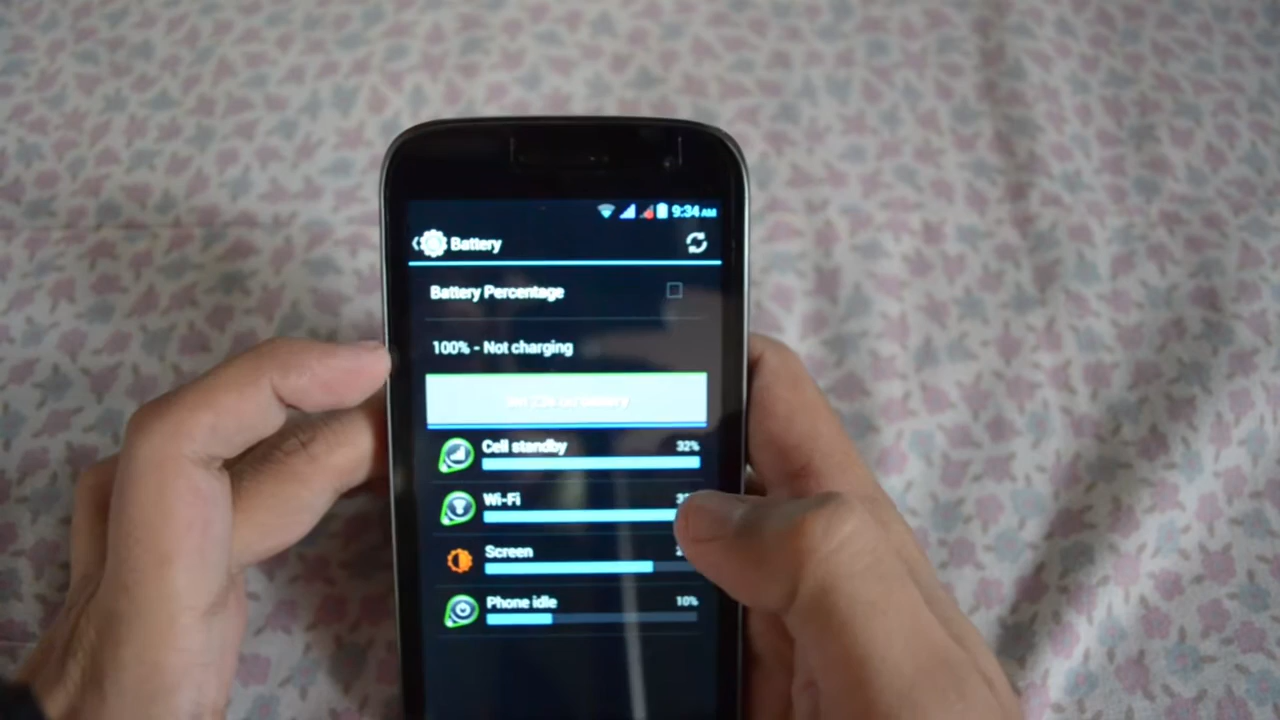 9:34 AM
Battery
Battery Percentage
100% - Not charging
Cell standby 32%
Wi-Fi
Screen
Phone idle 10%